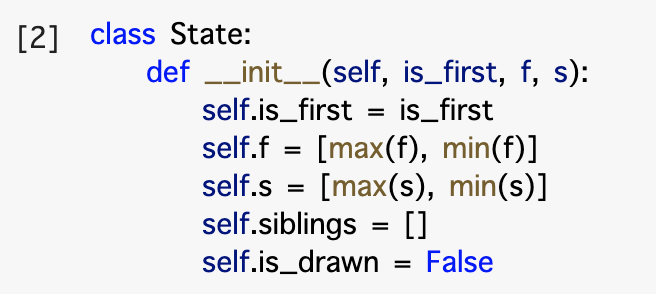 [2] class State:
    def __init__(self, is_first, f, s):
        self.is_first = is_first
        self.f = [max(f), min(f)]
        self.s = [max(s), min(s)]
        self.siblings = []
        self.is_drawn = False